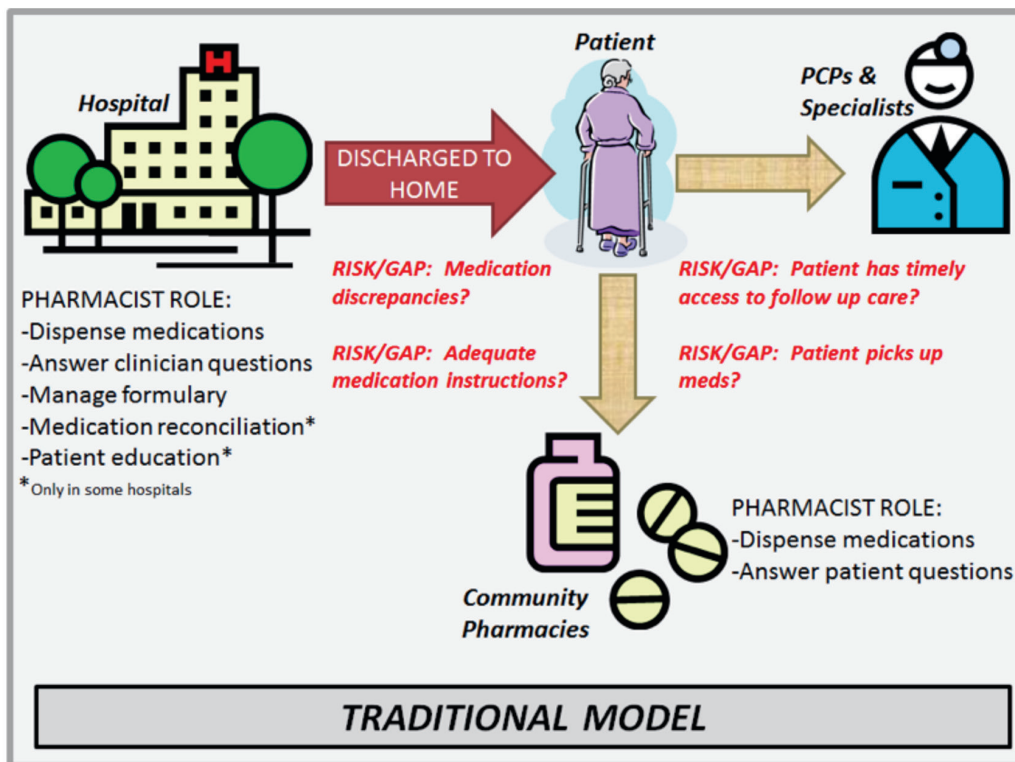 H
Hospital
Patient
PCPs &
Specialists
DISCHARGED TO
HOME
RISK/GAP: Medication
discrepancies?
RISK/GAP: Adequate
medication instructions?
RISK/GAP: Patient has timely
access to follow up care?
RISK/GAP: Patient picks up
meds?
PHARMACIST ROLE:
-Dispense medications
-Answer clinician questions
-Manage formulary
-Medication reconciliation*
-Patient education*
*Only in some hospitals
Community
Pharmacies
PHARMACIST ROLE:
-Dispense medications
-Answer patient questions
TRADITIONAL MODEL